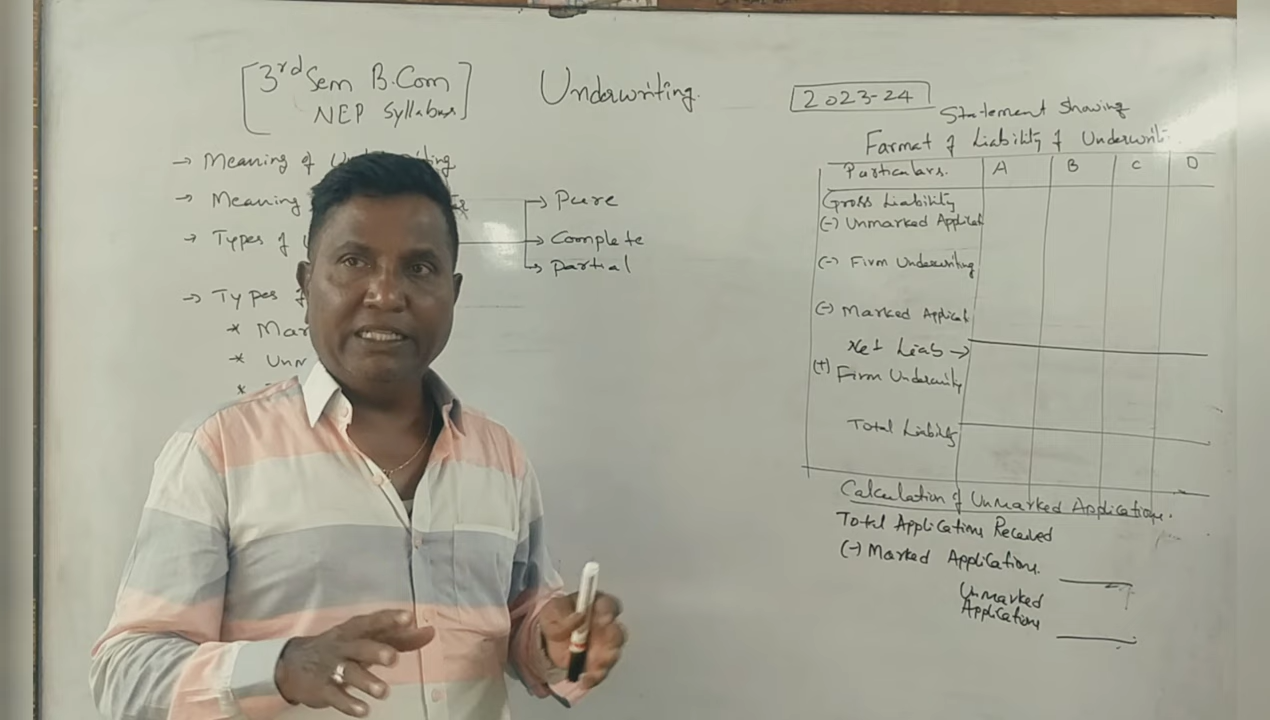 [3rd Sem B.Com
NEP Syllabus]
Underwriting.
2023-24
Statement Showing
Format of Liability of Underwrit
→ Meaning of Underwriting
→ Meaning
→ Types of
→ Pure
→ Complete
→ Partial
→ Types
* Mar
* Unm
*
Particulars. A B C D
Gross Liability
(-) Unmarked Applicat
(-) Firm Underwriting
(-) Marked Applicat
Net Liab →
(+) Firm Underwriting
Total Liability
Calculation of Unmarked Applications.
Total Applications Received
(-) Marked Applications.
Unmarked
Applications